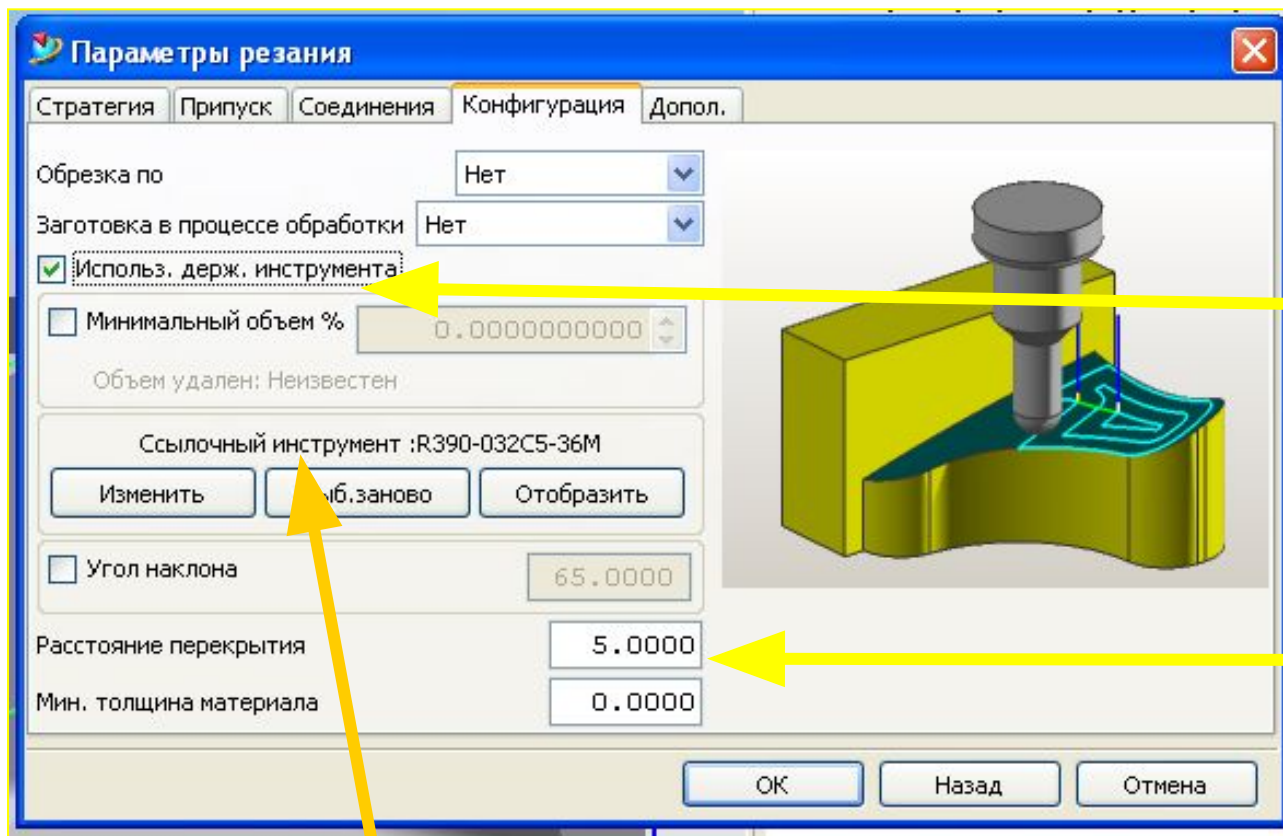 Параметры резания
Стратегия Припуск Соединения Конфигурация Допол.
Обрезка по Нет
Заготовка в процессе обработки Нет
Использ. держ. инструмента
Минимальный объем % 0.0000000000
Объем удален: Неизвестен
Ссылочный инструмент :R390-032C5-36M
Изменить ыб.заново Отобразить
Угол наклона 65.0000
Расстояние перекрытия 5.0000
Мин. толщина материала 0.0000
ОК Назад Отмена